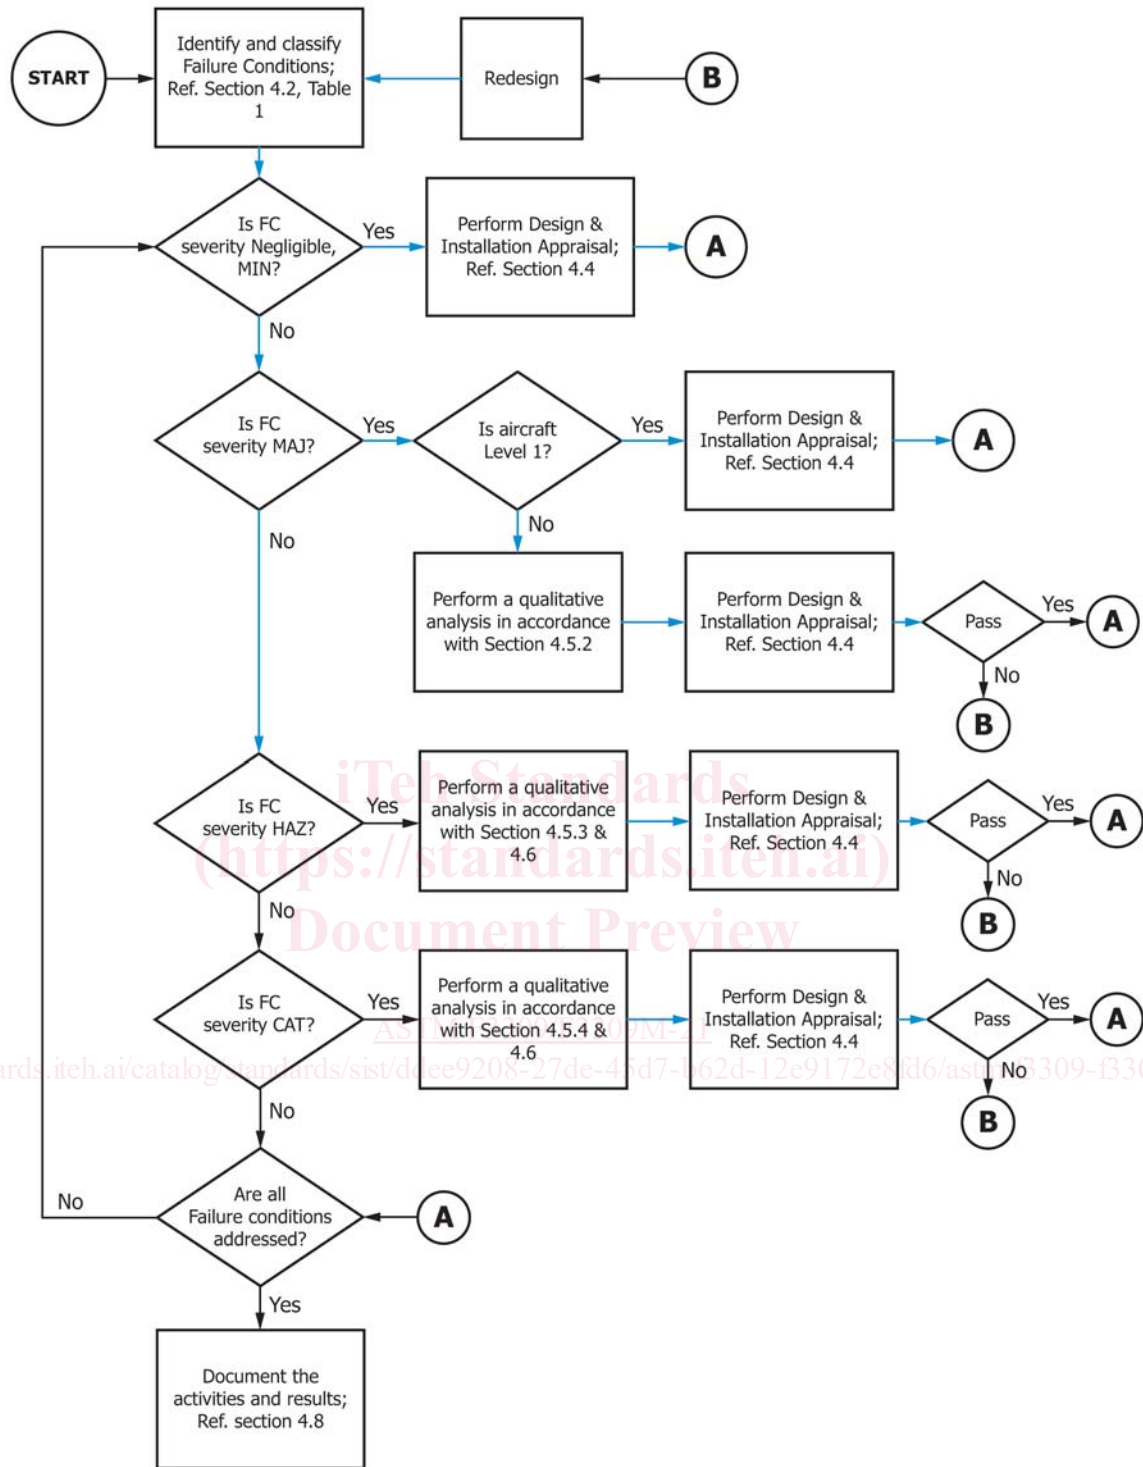 START
Identify and classify
Failure Conditions;
Ref. Section 4.2, Table
1
Redesign
B
Is FC
severity Negligible,
MIN?
Yes
Perform Design &
Installation Appraisal;
Ref. Section 4.4
A
No
Is FC
severity MAJ?
Yes
Is aircraft
Level 1?
Yes
Perform Design &
Installation Appraisal;
Ref. Section 4.4
A
No
No
Perform a qualitative
analysis in accordance
with Section 4.5.2
Perform Design &
Installation Appraisal;
Ref. Section 4.4
Pass
Yes
A
No
B
iTeh Standards
(https://standards.iteh.ai)
Document Preview
Is FC
severity HAZ?
Yes
Perform a qualitative
analysis in accordance
with Section 4.5.3 &
4.6
Perform Design &
Installation Appraisal;
Ref. Section 4.4
Pass
Yes
A
No
B
No
Is FC
severity CAT?
Yes
Perform a qualitative
analysis in accordance
with Section 4.5.4 &
4.6
Perform Design &
Installation Appraisal;
Ref. Section 4.4
Pass
Yes
A
No
B
No
Are all
Failure conditions
addressed?
A
No
Yes
Document the
activities and results;
Ref. section 4.8